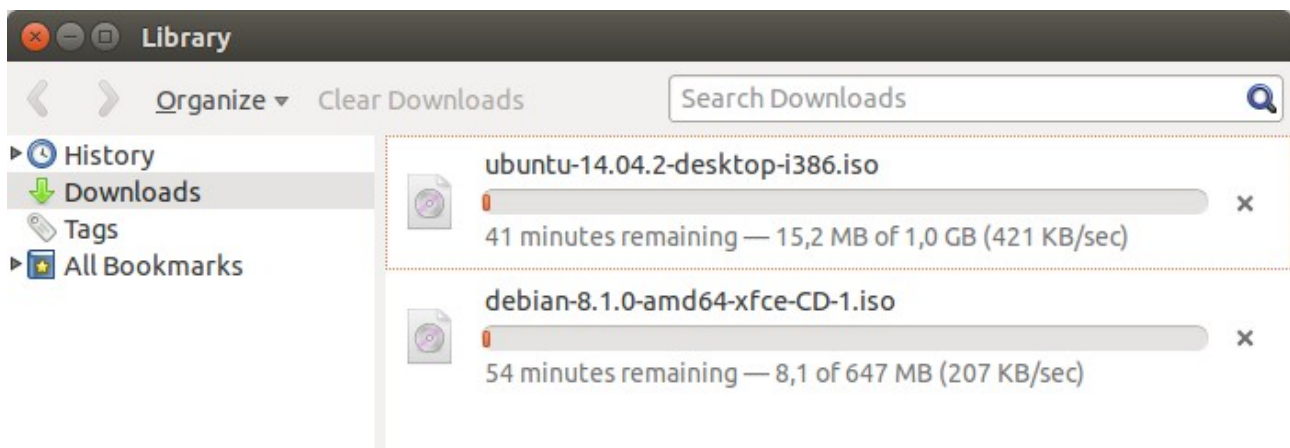 Library
Organize Clear Downloads Search Downloads
History
Downloads
Tags
All Bookmarks
ubuntu-14.04.2-desktop-i386.iso
41 minutes remaining — 15,2 MB of 1,0 GB (421 KB/sec)
debian-8.1.0-amd64-xfce-CD-1.iso
54 minutes remaining — 8,1 of 647 MB (207 KB/sec)